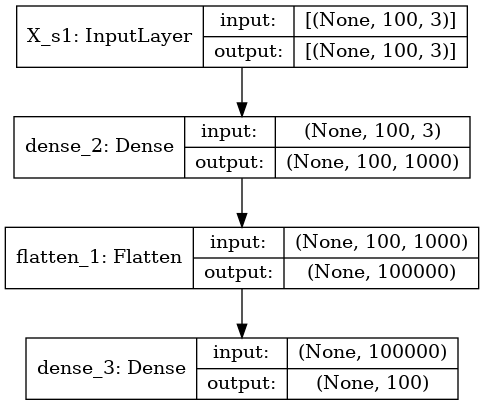 X_s1: InputLayer
input: [(None, 100, 3)]
output: [(None, 100, 3)]
dense_2: Dense
input: (None, 100, 3)
output: (None, 100, 1000)
flatten_1: Flatten
input: (None, 100, 1000)
output: (None, 100000)
dense_3: Dense
input: (None, 100000)
output: (None, 100)